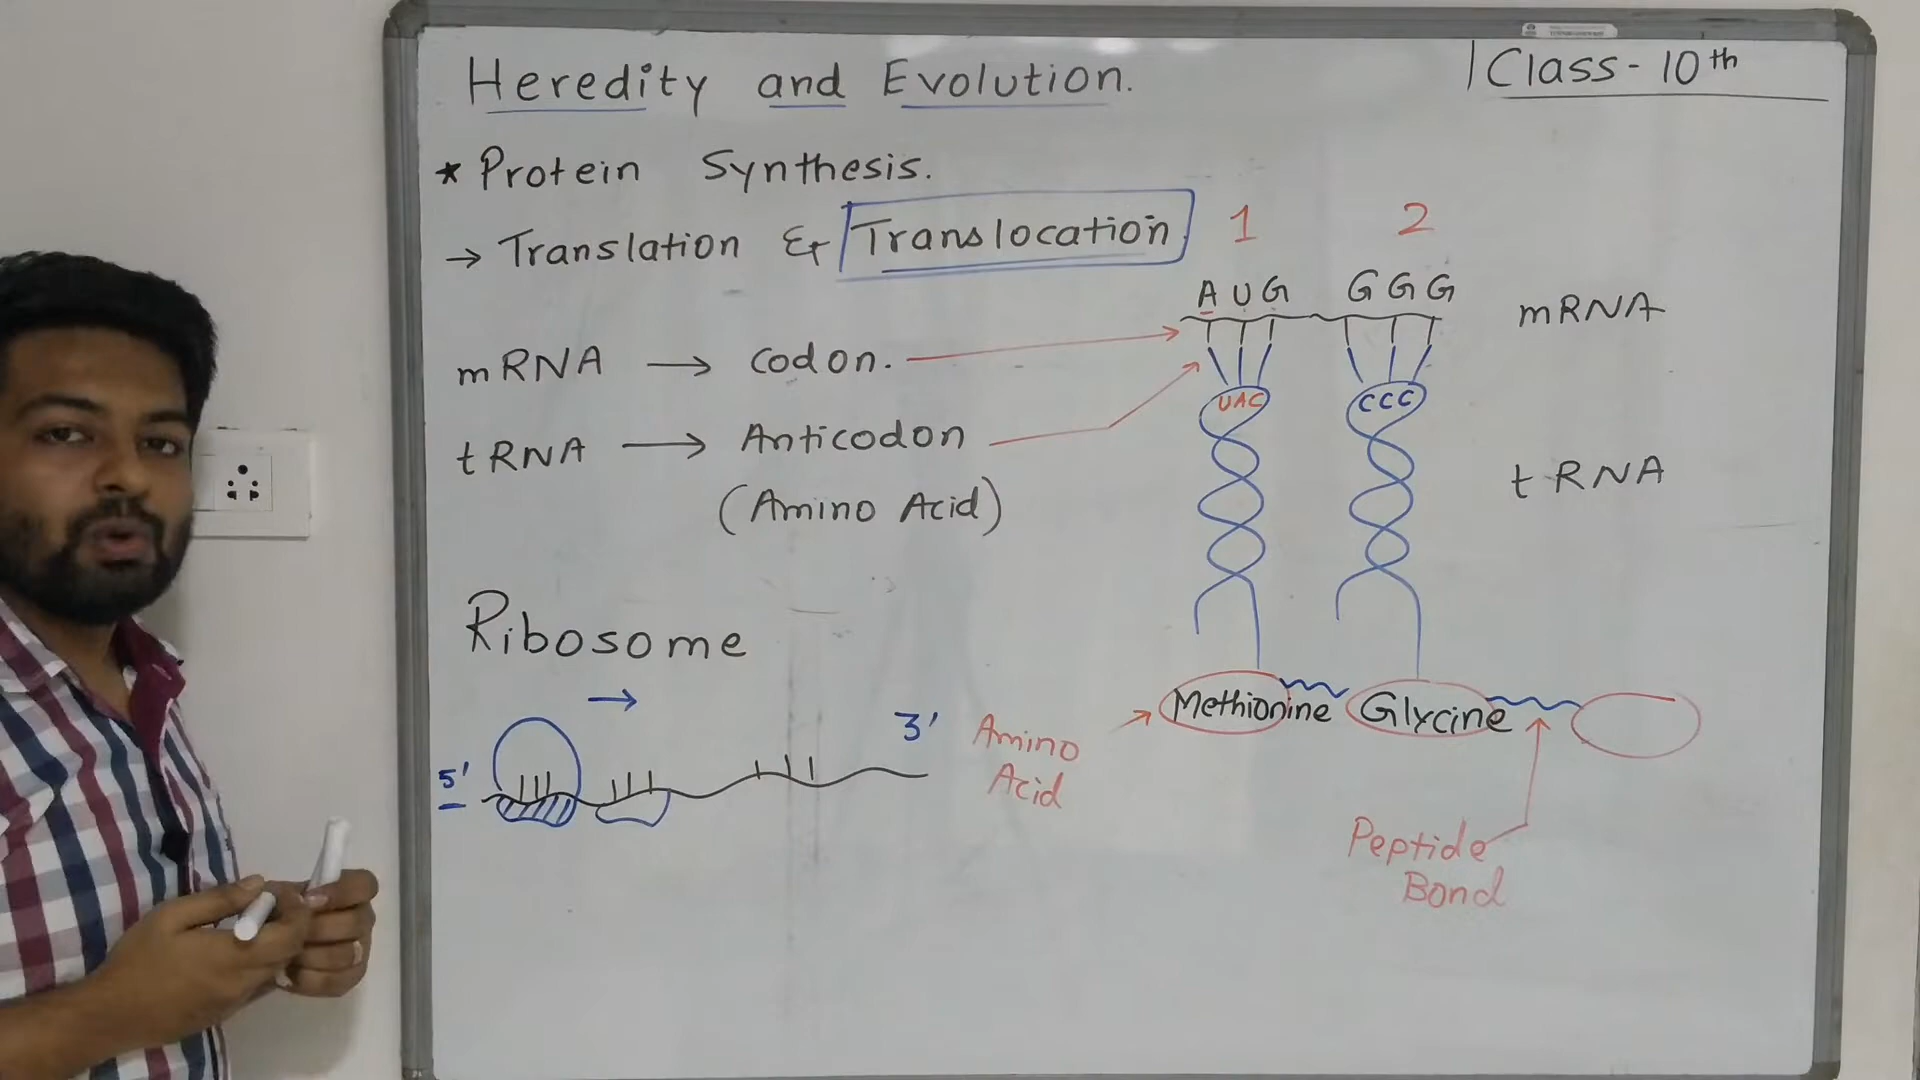 Heredity and Evolution.
Class - 10th
* Protein Synthesis.
→ Translation & Translocation
1 2
AUG GGG
mRNA
mRNA → codon.
UAC CCC
tRNA → Anticodon
(Amino Acid)
tRNA
Ribosome
→
5' 3'
Amino
Acid
Methionine Glycine
Peptide
Bond